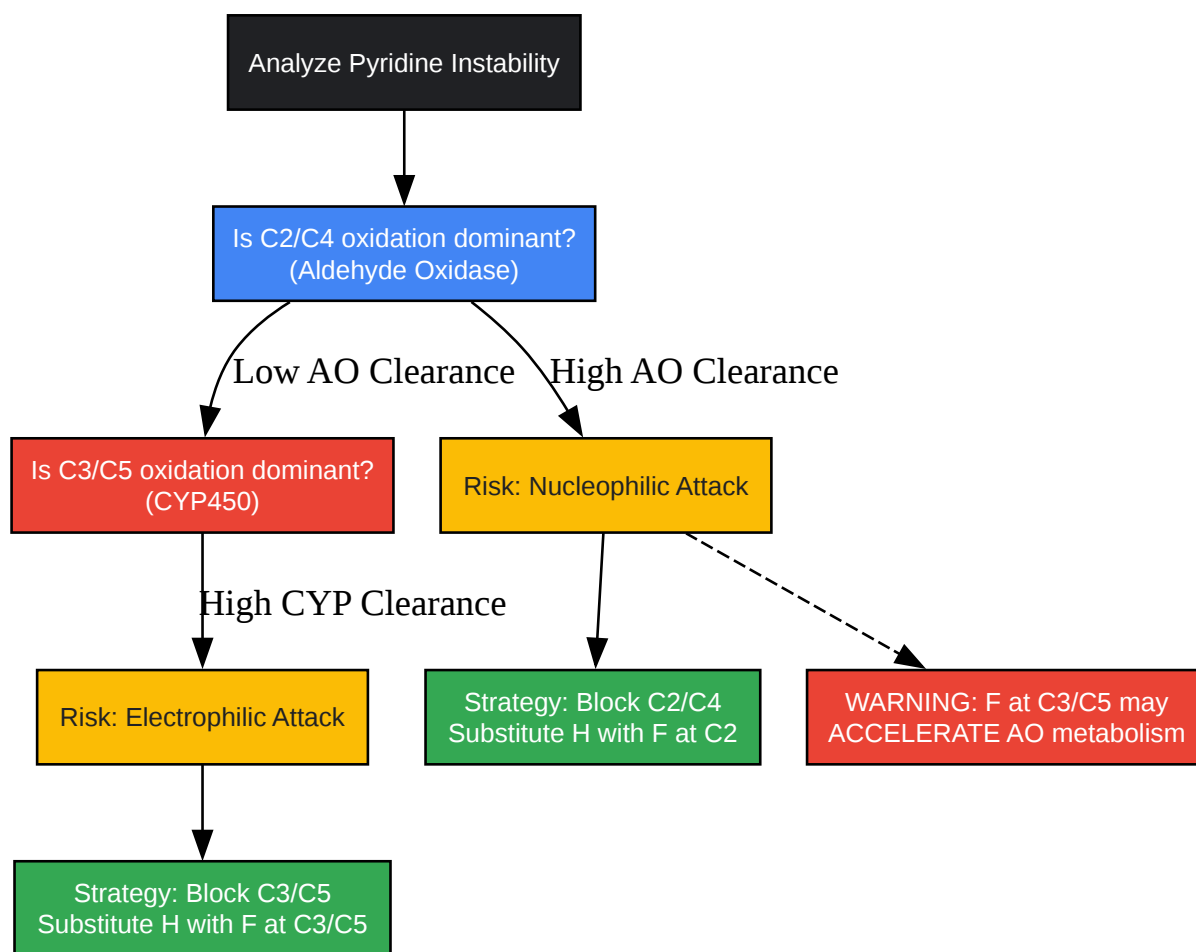 Analyze Pyridine Instability
Is C2/C4 oxidation dominant?
(Aldehyde Oxidase)
Low AO Clearance
High AO Clearance
Is C3/C5 oxidation dominant?
(CYP450)
Risk: Nucleophilic Attack
High CYP Clearance
Risk: Electrophilic Attack
Strategy: Block C2/C4
Substitute H with F at C2
WARNING: F at C3/C5 may
ACCELERATE AO metabolism
Strategy: Block C3/C5
Substitute H with F at C3/C5